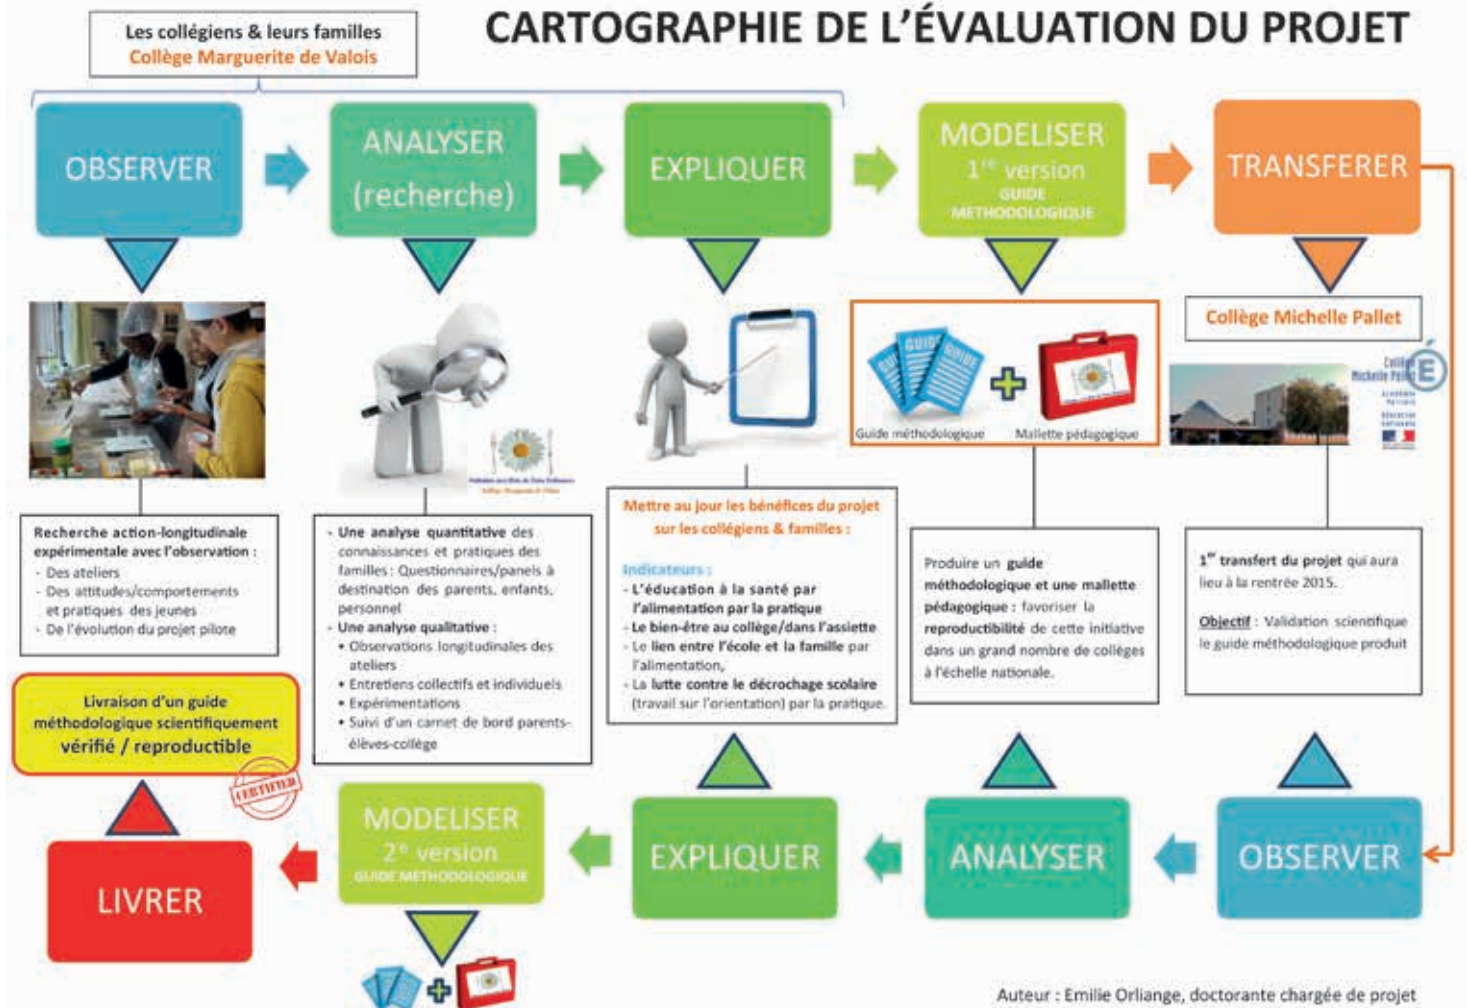 CARTOGRAPHIE DE L'ÉVALUATION DU PROJET
Les collégiens & leurs familles
Collège Marguerite de Valois
OBSERVER
ANALYSER
(recherche)
EXPLIQUER
MODELISER
1re version
GUIDE
METHODOLOGIQUE
TRANSFERER
GUIDE
Guide méthodologique
Mallette pédagogique
Collège Michelle Pallet
Collège
Michelle Pallet
É
Recherche action-longitudinale
expérimentale avec l'observation :
- Des ateliers
- Des attitudes/comportements
et pratiques des jeunes
- De l'évolution du projet pilote
- Une analyse quantitative des
connaissances et pratiques des
familles : Questionnaires/panels à
destination des parents, enfants,
personnel
- Une analyse qualitative :
• Observations longitudinales des
ateliers
• Entretiens collectifs et individuels
• Expérimentations
• Suivi d'un carnet de bord parents-
élèves-collège
Mettre au jour les bénéfices du projet
sur les collégiens & familles :
Indicateurs :
- L'éducation à la santé par
l'alimentation par la pratique
- Le bien-être au collège/dans l'assiette
- Le lien entre l'école et la famille par
l'alimentation,
- La lutte contre le décrochage scolaire
(travail sur l'orientation) par la pratique.
Produire un guide
méthodologique et une mallette
pédagogique : favoriser la
reproductibilité de cette initiative
dans un grand nombre de collèges
à l'échelle nationale.
1er transfert du projet qui aura
lieu à la rentrée 2015.
Objectif : Validation scientifique
le guide méthodologique produit
Livraison d'un guide
méthodologique scientifiquement
vérifié / reproductible
CERTIFIED
LIVRER
MODELISER
2e version
GUIDE METHODOLOGIQUE
EXPLIQUER
ANALYSER
OBSERVER
Auteur : Emilie Orliange, doctorante chargée de projet